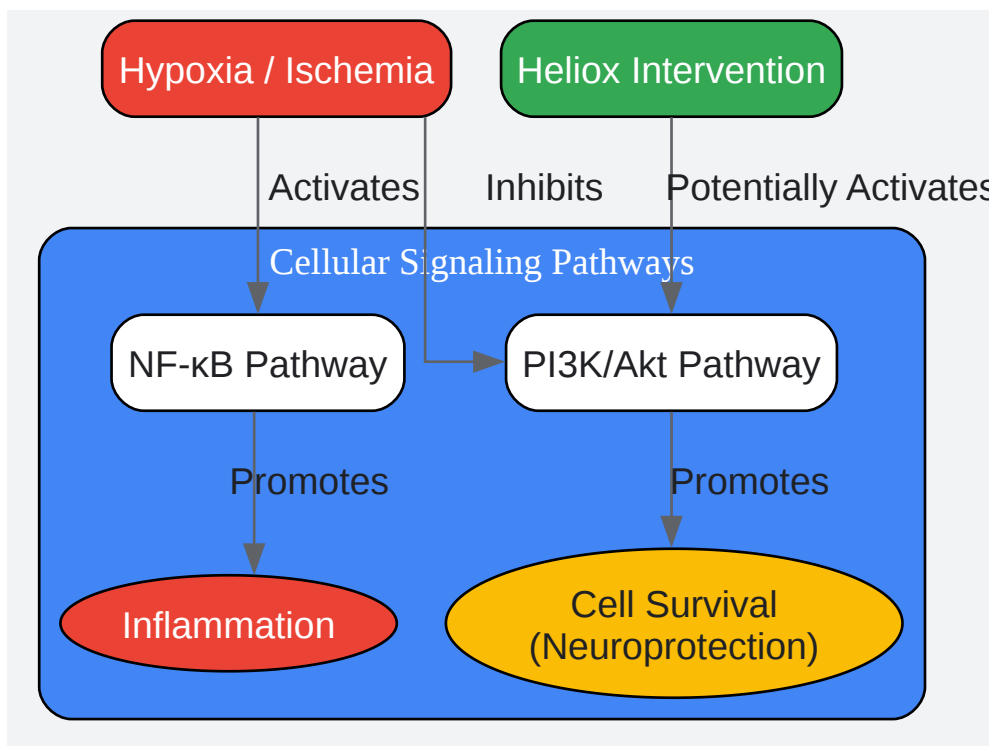 Hypoxia / Ischemia
Heliox Intervention
Activates
Inhibits
Potentially Activates
Cellular Signaling Pathways
NF-κB Pathway
PI3K/Akt Pathway
Promotes
Promotes
Inflammation
Cell Survival
(Neuroprotection)